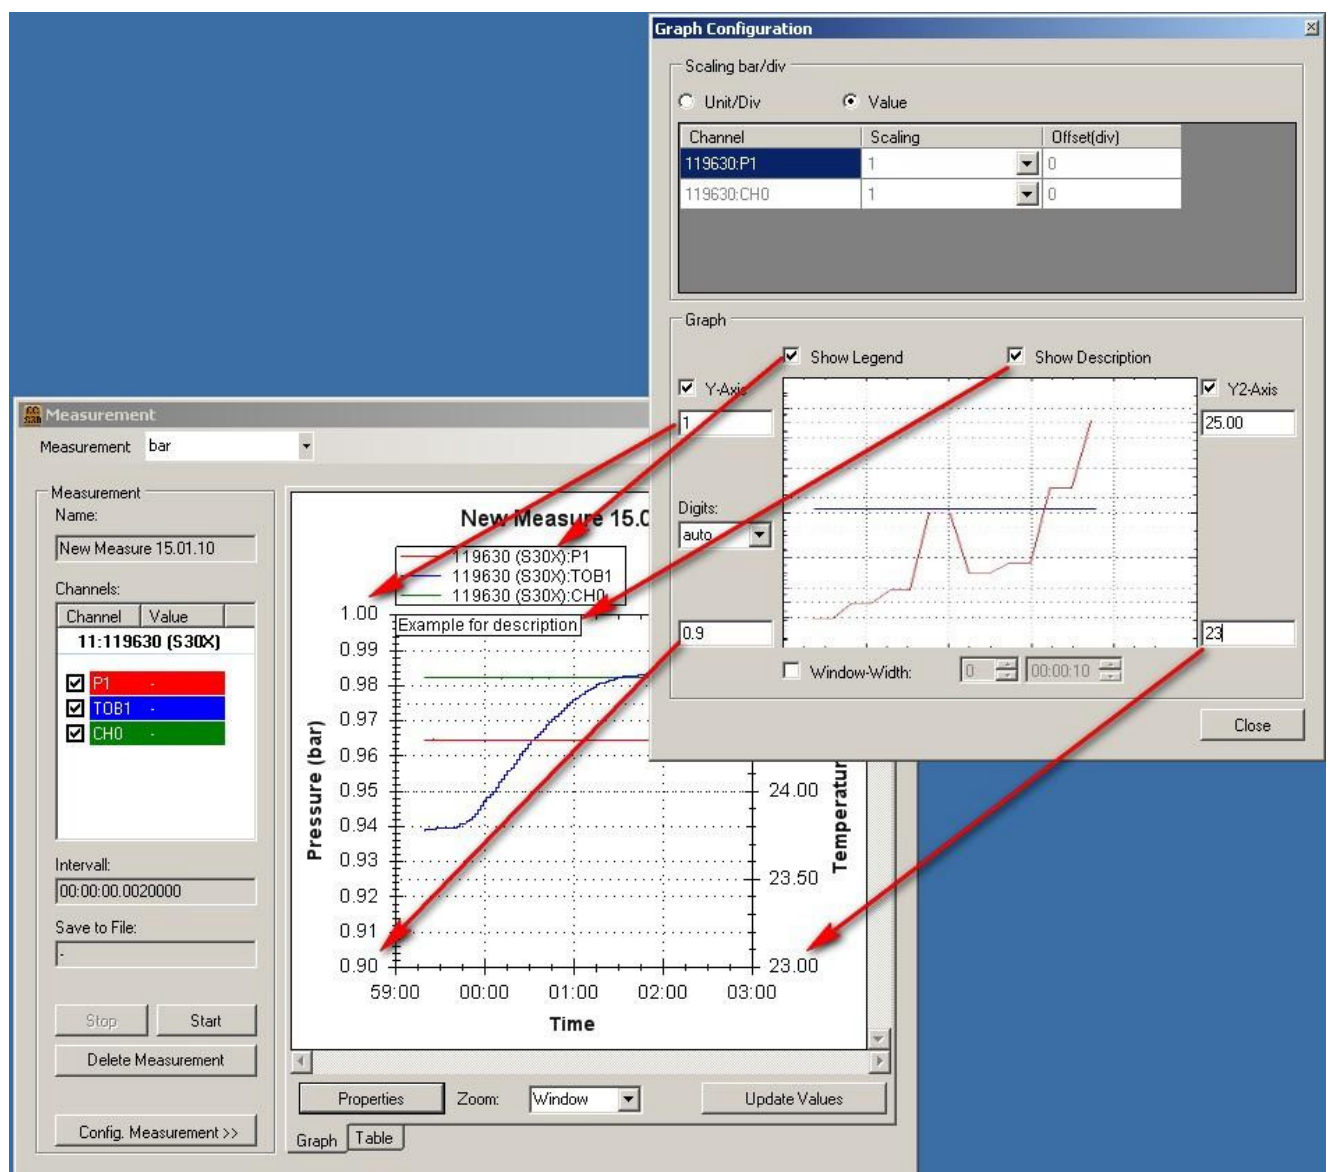 Graph Configuration
Scaling bar/div
Unit/Div Value
Channel Scaling Offset(div)
119630:P1 1 0
119630:CH0 1 0
Graph
Show Legend Show Description
Y-Axis Y2-Axis
1 25.00
Digits:
auto
0.9 23
Window-Width: 0 00:00:10
Close
Measurement
Measurement bar
Measurement
Name:
New Measure 15.01.10
Channels:
Channel Value
11:119630 (S30X)
P1 -
TOB1 -
CH0 -
Intervall:
00:00:00.0020000
Save to File:
-
Stop Start
Delete Measurement
Config. Measurement >>
New Measure 15.0
119630 (S30X):P1
119630 (S30X):TOB1
119630 (S30X):CH0
Example for description
1.00
0.99
0.98
0.97
0.96
0.95
0.94
0.93
0.92
0.91
0.90
Pressure (bar)
24.00
23.50
23.00
Temperatur
59:00 00:00 01:00 02:00 03:00
Time
Properties Zoom: Window Update Values
Graph Table